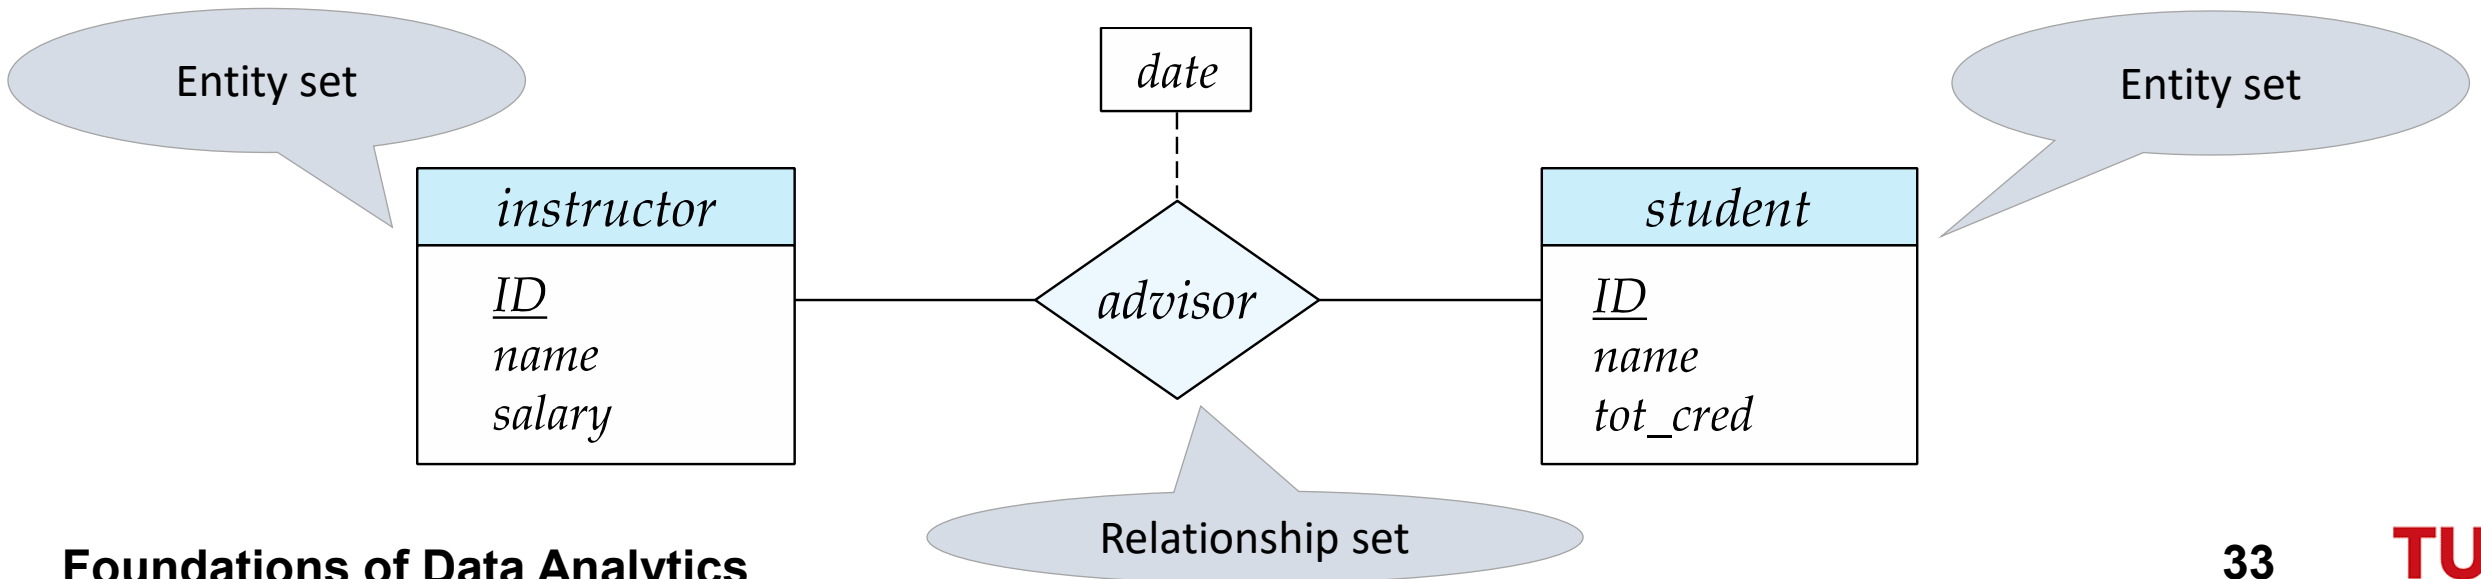 Entity set
date
Entity set
instructor
ID
name
salary
advisor
student
ID
name
tot_cred
Relationship set
Foundations of Data Analytics
33
TU